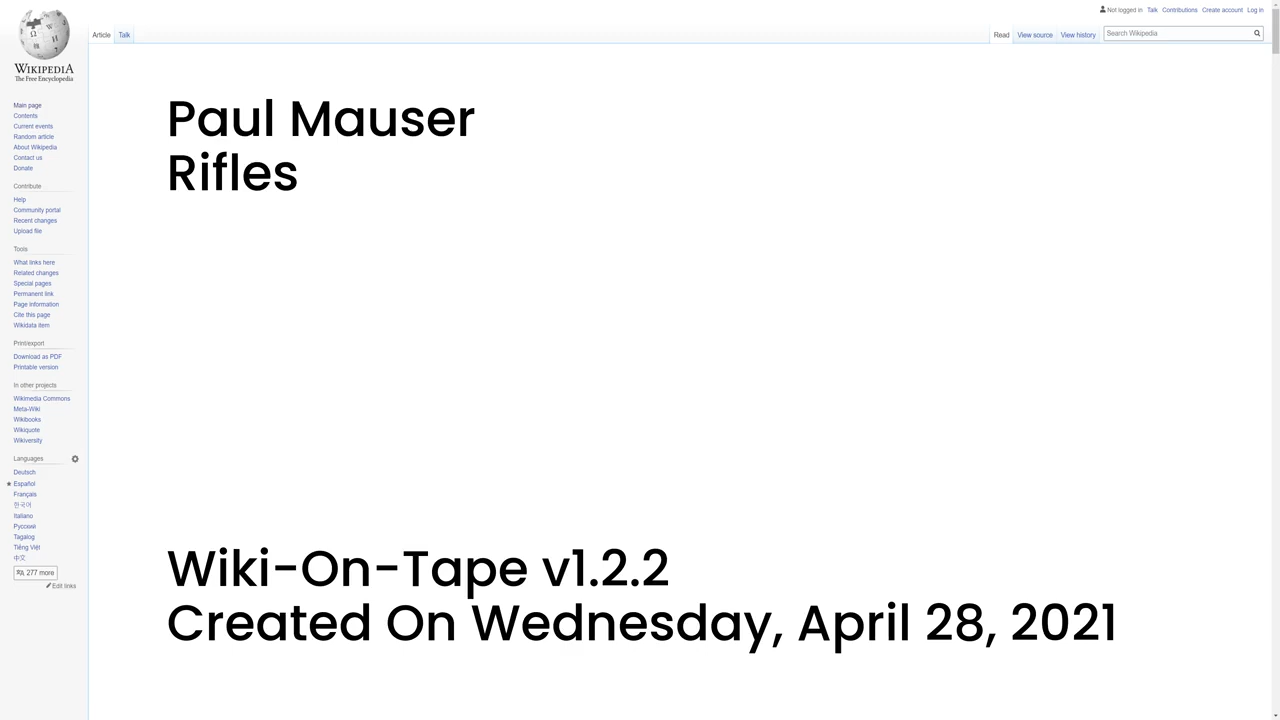 Not logged in Talk Contributions Create account Log in
Article Talk Read View source View history Search Wikipedia
WIKIPEDIA
The Free Encyclopedia
Main page
Contents
Current events
Random article
About Wikipedia
Contact us
Donate
Contribute
Help
Community portal
Recent changes
Upload file
Tools
What links here
Related changes
Special pages
Permanent link
Page information
Cite this page
Wikidata item
Print/export
Download as PDF
Printable version
In other projects
Wikimedia Commons
Meta-Wiki
Wikibooks
Wikiquote
Wikiversity
Languages
Deutsch
Español
Français
한국어
Italiano
Русский
Tagalog
Tiếng Việt
中文
277 more
Edit links
Paul Mauser
Rifles
Wiki-On-Tape v1.2.2
Created On Wednesday, April 28, 2021